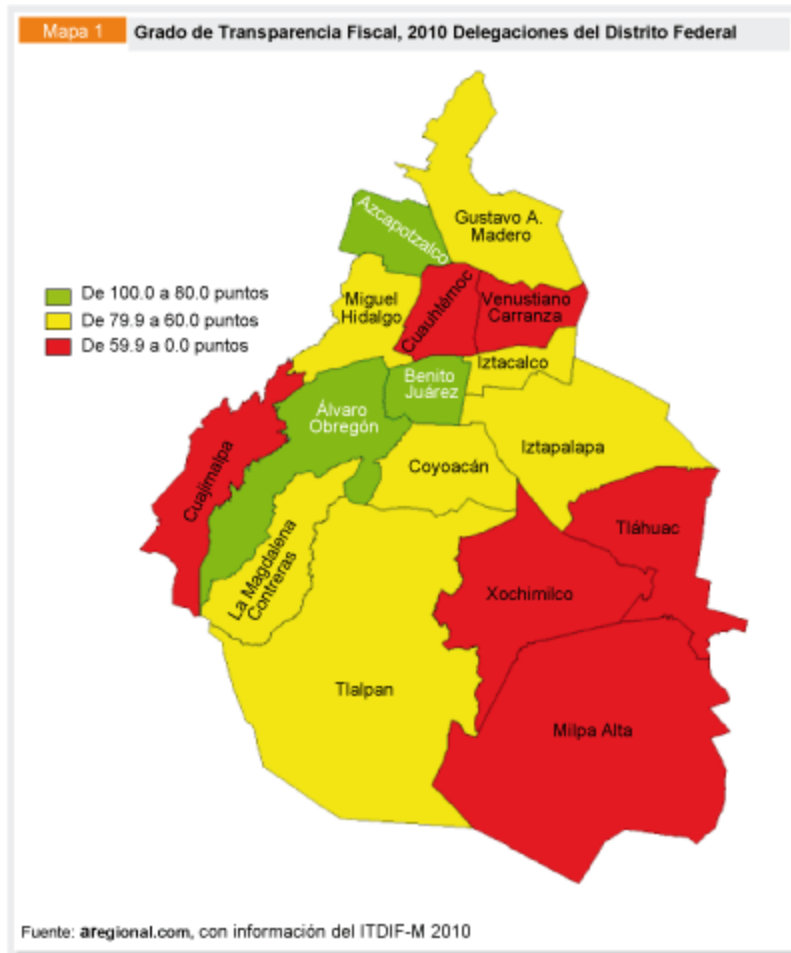 Mapa 1 Grado de Transparencia Fiscal, 2010 Delegaciones del Distrito Federal
De 100.0 a 80.0 puntos
De 79.9 a 60.0 puntos
De 59.9 a 0.0 puntos
Azcapotzalco
Gustavo A.
Madero
Miguel
Hidalgo
Cuauhtémoc
Venustiano
Carranza
Iztacalco
Benito
Juárez
Álvaro
Obregón
Cuajimalpa
Coyoacán
Iztapalapa
La Magdalena
Contreras
Tláhuac
Xochimilco
Tlalpan
Milpa Alta
Fuente: aregional.com, con información del ITDIF-M 2010